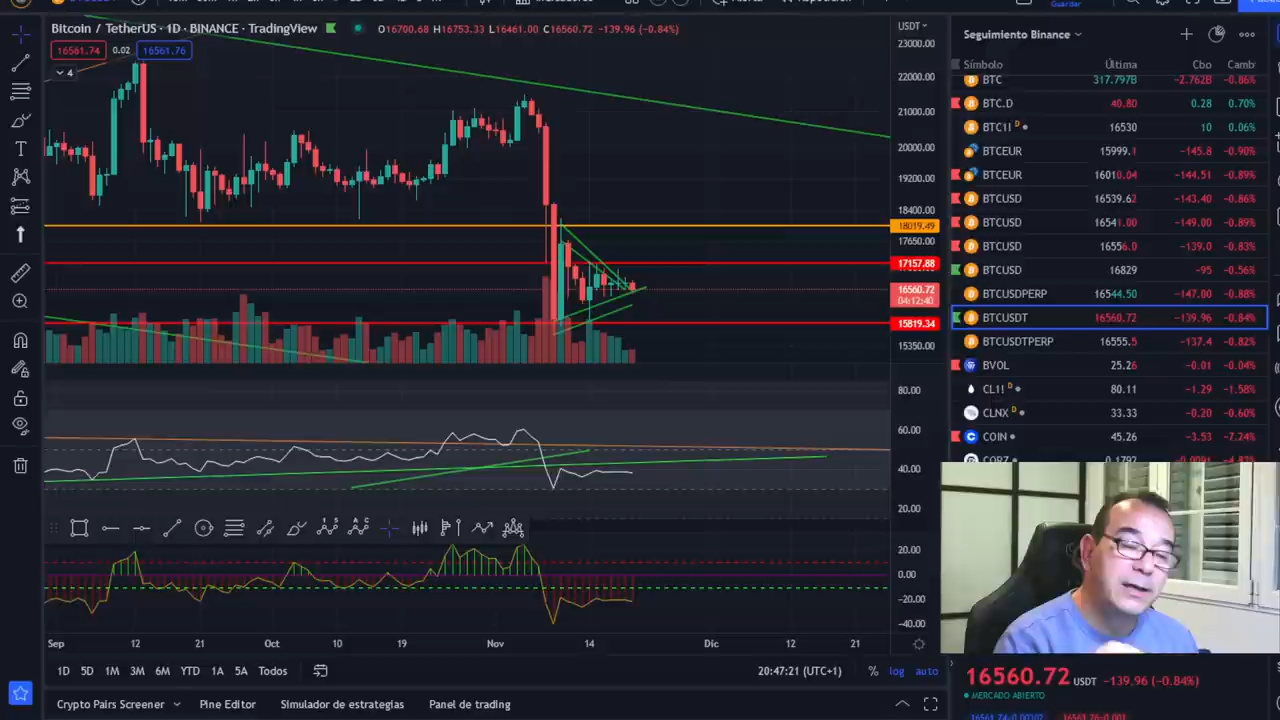 Guardar
Bitcoin / TetherUS · 1D · BINANCE · TradingView O16700.68 H16753.33 L16461.00 C16560.72 -139.96 (-0.84%)
16561.74 0.02 16561.76
4
USDT
23000.00
22000.00
21000.00
20000.00
19200.00
18400.00
18019.49
17650.00
17157.88
16560.72
04:12:40
15819.34
15350.00
80.00
60.00
40.00
20.00
20.00
0.00
-20.00
-40.00
Sep 12 21 Oct 10 19 Nov 14 Dic 12 21
1D 5D 1M 3M 6M YTD 1A 5A Todos
20:47:21 (UTC+1) % log auto
Crypto Pairs Screener Pine Editor Simulador de estrategias Panel de trading
Seguimiento Binance
Símbolo Última Cbo Camb
BTC 317.797B -2.762B -0.86%
BTC.D 40.80 0.28 0.70%
BTC1! D 16530 10 0.06%
BTCEUR 15999.1 -145.8 -0.90%
BTCEUR 16010.04 -144.51 -0.89%
BTCUSD 16539.62 -143.40 -0.86%
BTCUSD 16541.00 -149.00 -0.89%
BTCUSD 16556.0 -139.0 -0.83%
BTCUSD 16829 -95 -0.56%
BTCUSDPERP 16544.50 -147.00 -0.88%
BTCUSDT 16560.72 -139.96 -0.84%
BTCUSDTPERP 16555.5 -137.4 -0.82%
BVOL 25.26 -0.01 -0.04%
CL1! D 80.11 -1.29 -1.58%
CLNX D 33.33 -0.20 -0.60%
COIN 45.26 -3.53 -7.24%
16560.72 USDT -139.96 (-0.84%)
MERCADO ABIERTO